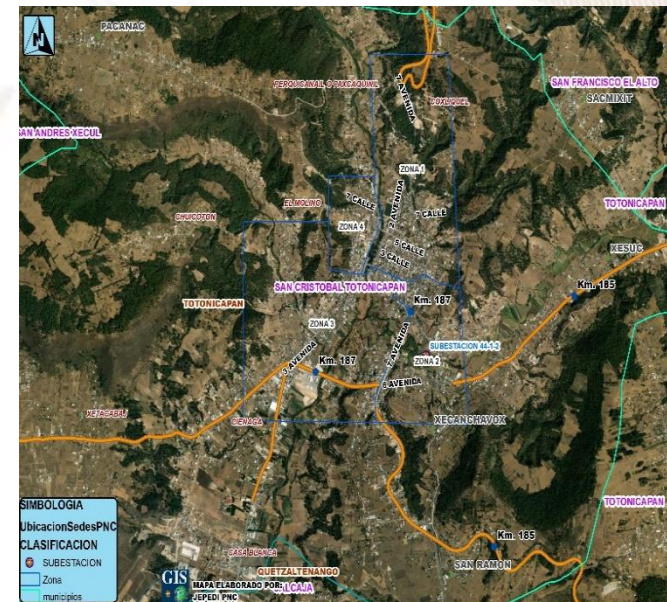 PACANAC
PERQUICANAIL O PAXCAQUINIL
7 AVENIDA
COXLIQUEL
SAN FRANCISCO EL ALTO
SACMIXIT
SAN ANDRES XECUL
ZONA 1
EL MOLINO
7 CALLE
2 AVENIDA
7 CALLE
TOTONICAPAN
CHUICOTON
ZONA 4
5 CALLE
3 CALLE
XESUC
SAN CRISTOBAL TOTONICAPAN
Km. 185
TOTONICAPAN
Km. 187
ZONA 3
7 AVENIDA
SUBESTACION 44-1-2
3 AVENIDA
Km. 187
ZONA 2
6 AVENIDA
XETACABAJ
CIENAGA
XECANCHAVOX
TOTONICAPAN
SIMBOLOGIA
UbicacionSedesPNC
CLASIFICACION
SUBESTACION
Zona
municipios
CASA BLANCA
Km. 185
SAN RAMON
QUETZALTENANGO
GIS
MAPA ELABORADO POR:
JEPEDI PNC